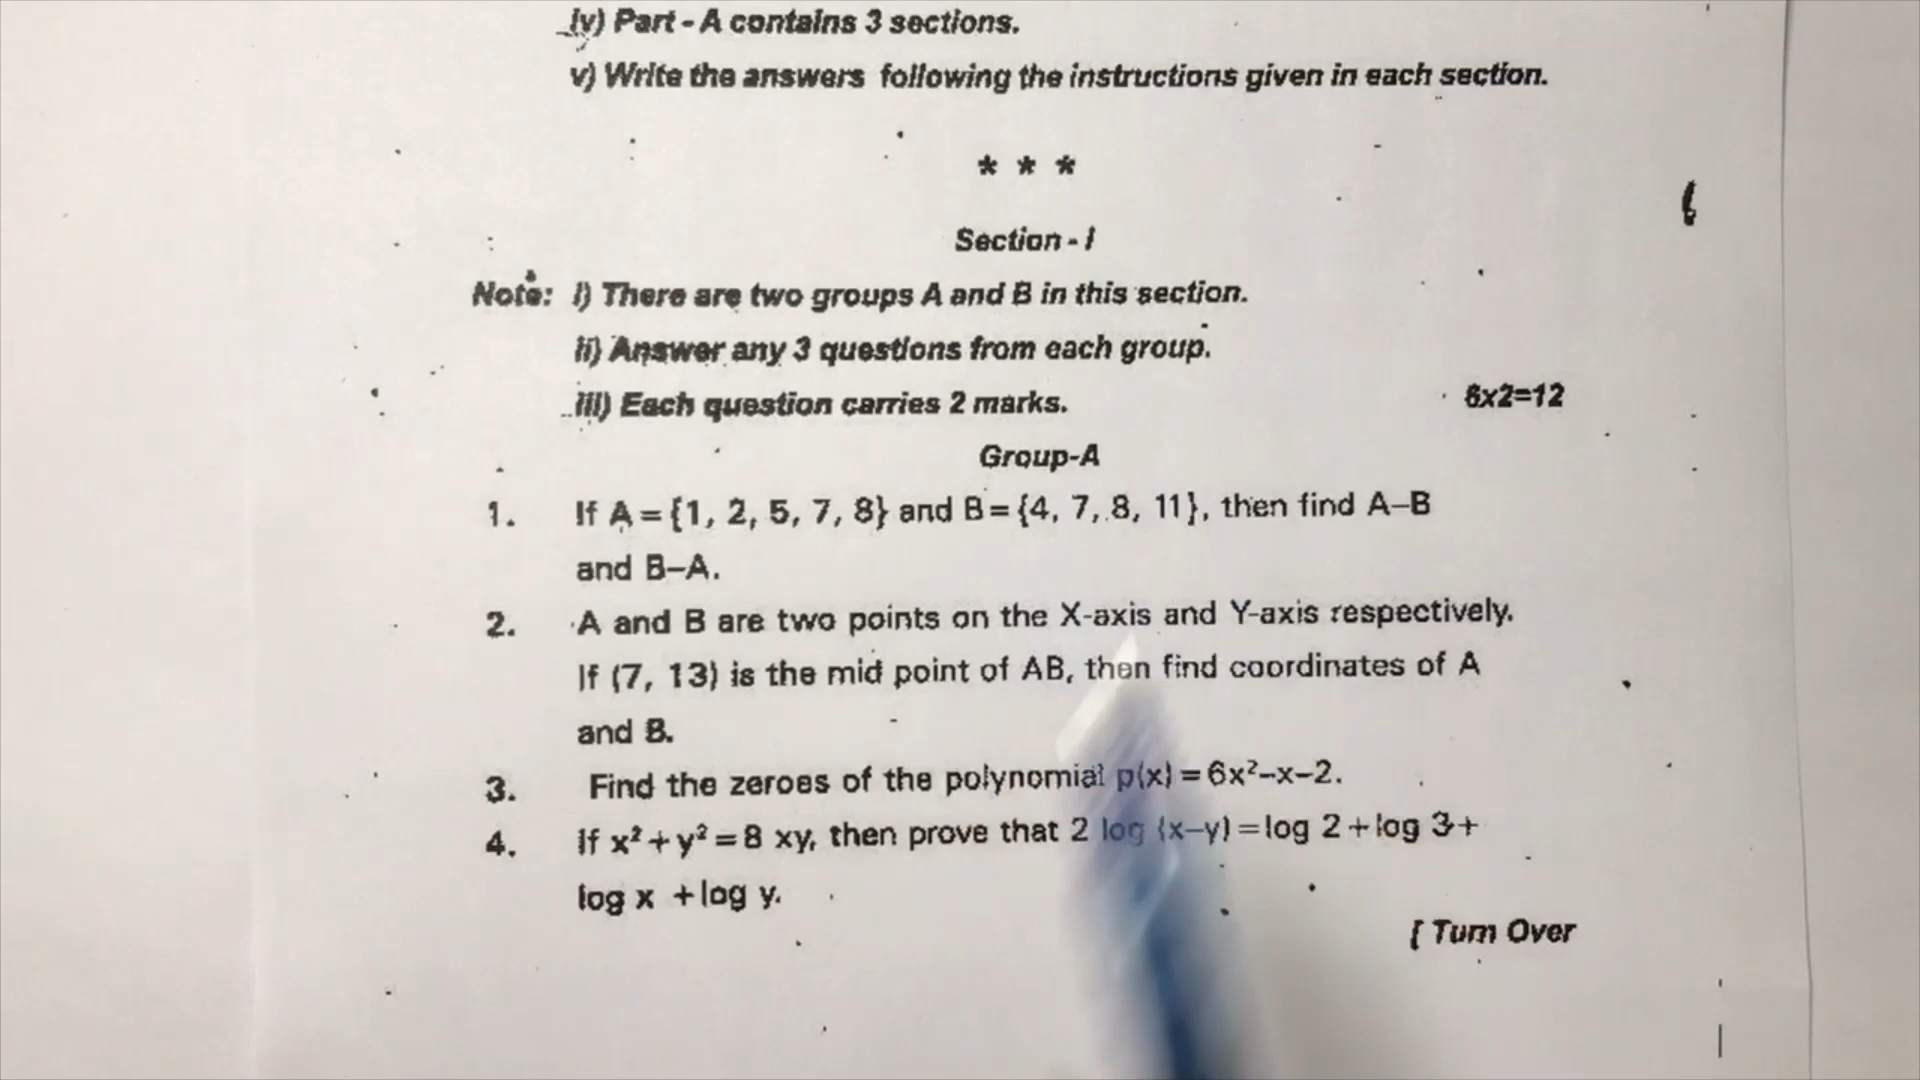 iv) Part - A contains 3 sections.
v) Write the answers following the instructions given in each section.
* * *
Section - I
Note: i) There are two groups A and B in this section.
ii) Answer any 3 questions from each group.
iii) Each question carries 2 marks. 6x2=12
Group-A
1. If A = {1, 2, 5, 7, 8} and B = {4, 7, 8, 11}, then find A–B
and B–A.
2. A and B are two points on the X-axis and Y-axis respectively.
If (7, 13) is the mid point of AB, then find coordinates of A
and B.
3. Find the zeroes of the polynomial p(x) = 6x²–x–2.
4. If x² + y² = 8 xy, then prove that 2 log (x–y) = log 2 + log 3 +
log x + log y.
[ Turn Over